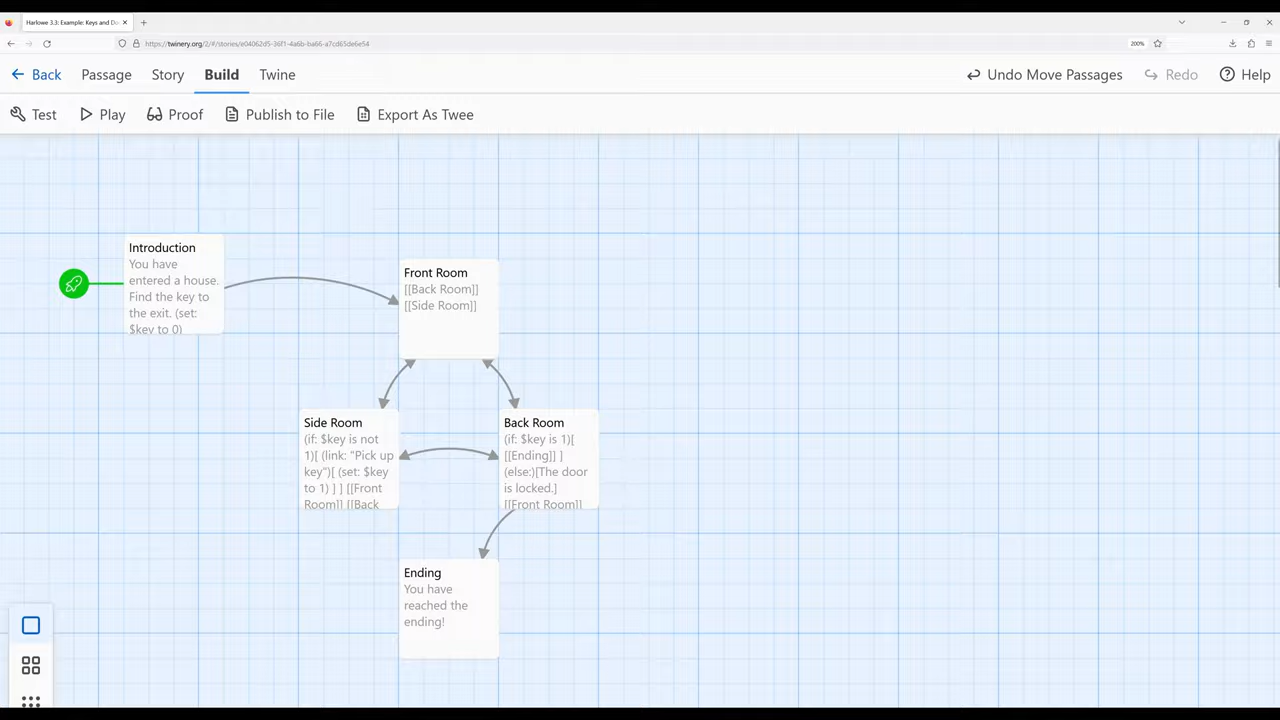 Harlowe 3.3: Example: Keys and Do
https://twinery.org/2/#/stories/e04062d5-36f1-4a6b-ba66-a7cd65de6e54
200%
Back
Passage
Story
Build
Twine
Undo Move Passages
Redo
Help
Test
Play
Proof
Publish to File
Export As Twee
Introduction
You have
entered a house.
Find the key to
the exit. (set:
$key to 0)
Front Room
[[Back Room]]
[[Side Room]]
Side Room
(if: $key is not
1)[ (link: "Pick up
key")[ (set: $key
to 1) ] ] [[Front
Room]] [[Back
Back Room
(if: $key is 1)[
[[Ending]] ]
(else:)[The door
is locked.]
[[Front Room]]
Ending
You have
reached the
ending!